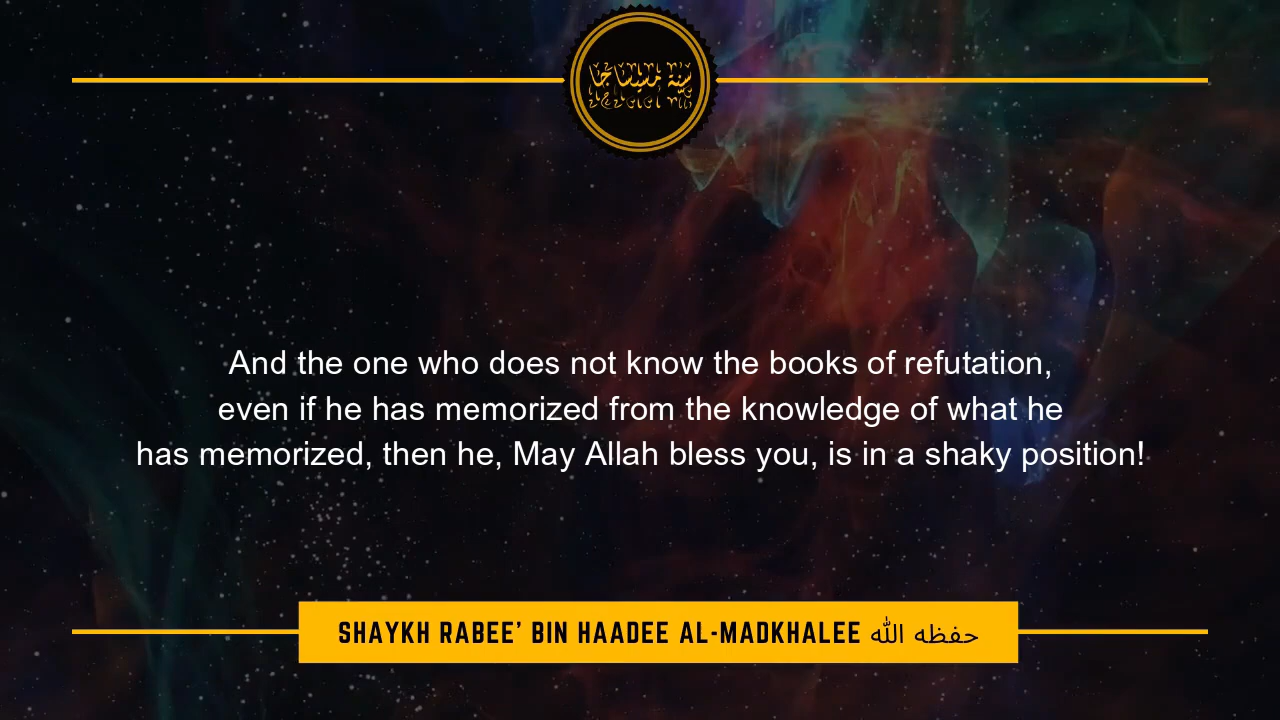 And the one who does not know the books of refutation,
even if he has memorized from the knowledge of what he
has memorized, then he, May Allah bless you, is in a shaky position!
SHAYKH RABEE' BIN HAADEE AL-MADKHALEE حفظه الله